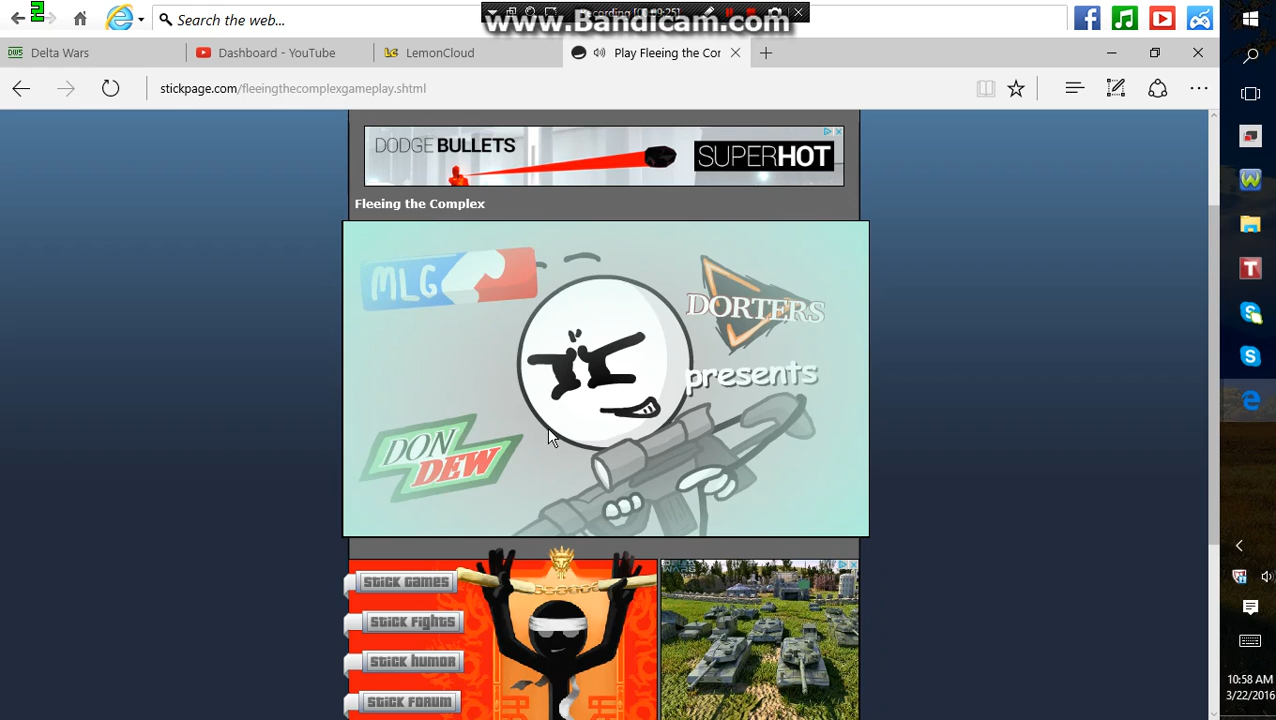 2
Search the web...
Recording
www.Bandicam.com
Delta Wars
Dashboard - YouTube
LemonCloud
Play Fleeing the Cor
stickpage.com/fleeingthecomplexgameplay.shtml
DODGE BULLETS
SUPERHOT
Fleeing the Complex
MLG
DORTERS
presents
DON
DEW
STICK GAMES
STICK FIGHTS
STICK HUMOR
STICK FORUM
10:58 AM
3/22/2016